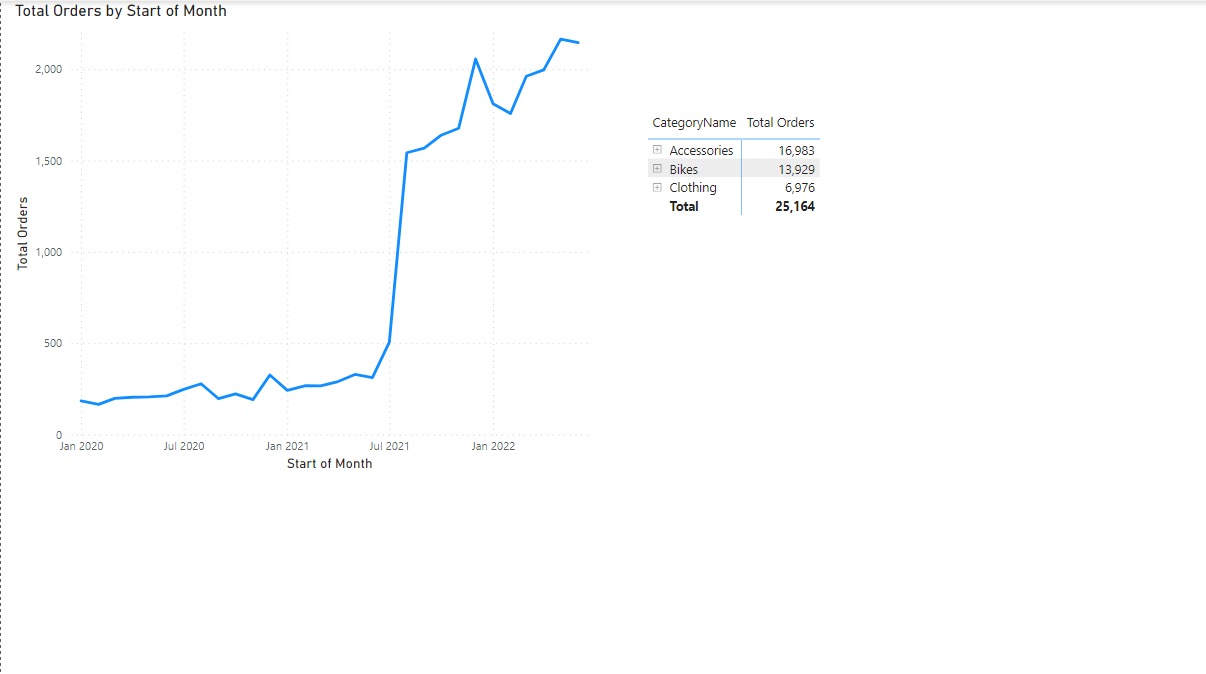 Total Orders by Start of Month
2,000
1,500
1,000
500
0
Total Orders
Jan 2020 Jul 2020 Jan 2021 Jul 2021 Jan 2022
Start of Month
CategoryName Total Orders
Accessories 16,983
Bikes 13,929
Clothing 6,976
Total 25,164